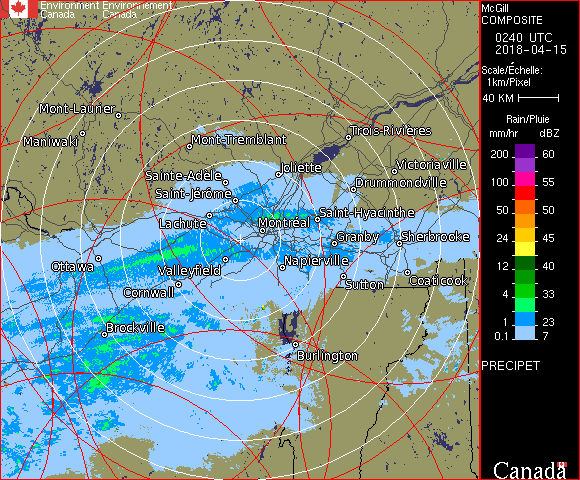 Environment Environnement
Canada Canada
McGill
COMPOSITE
0240 UTC
2018-04-15
Scale/Échelle:
1km/Pixel
40 KM
Rain/Pluie
mm/hr dBZ
200 60
100 55
50 50
24 45
12 40
4 33
1 23
0.1 7
PRECIPET
Canada
Mont-Laurier
Maniwaki
Mont-Tremblant
Trois-Rivières
Sainte-Adèle
Joliette
Victoriaville
Drummondville
Saint-Jérôme
Saint-Hyacinthe
Lachute
Montréal
Granby
Sherbrooke
Ottawa
Valleyfield
Napierville
Sutton
Coaticook
Cornwall
Brockville
Burlington